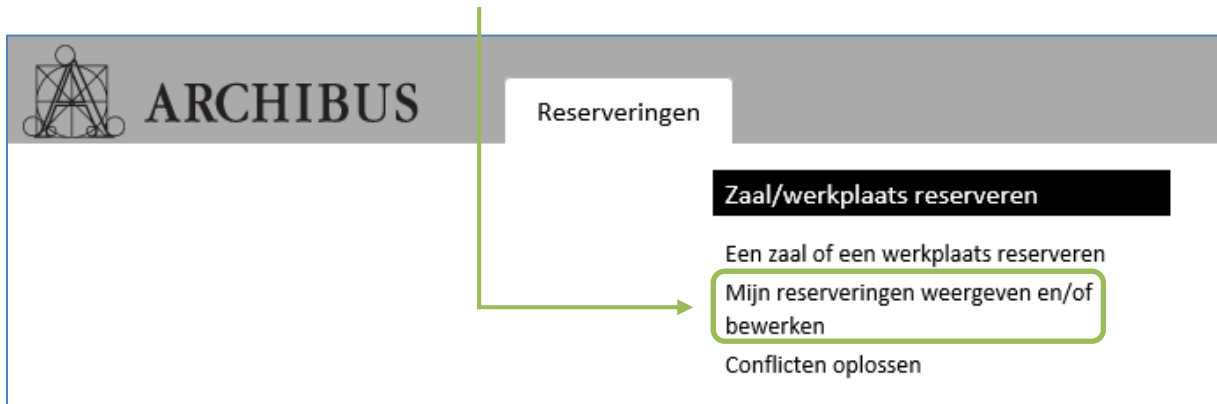 ARCHIBUS
Reserveringen
Zaal/werkplaats reserveren
Een zaal of een werkplaats reserveren
Mijn reserveringen weergeven en/of
bewerken
Conflicten oplossen